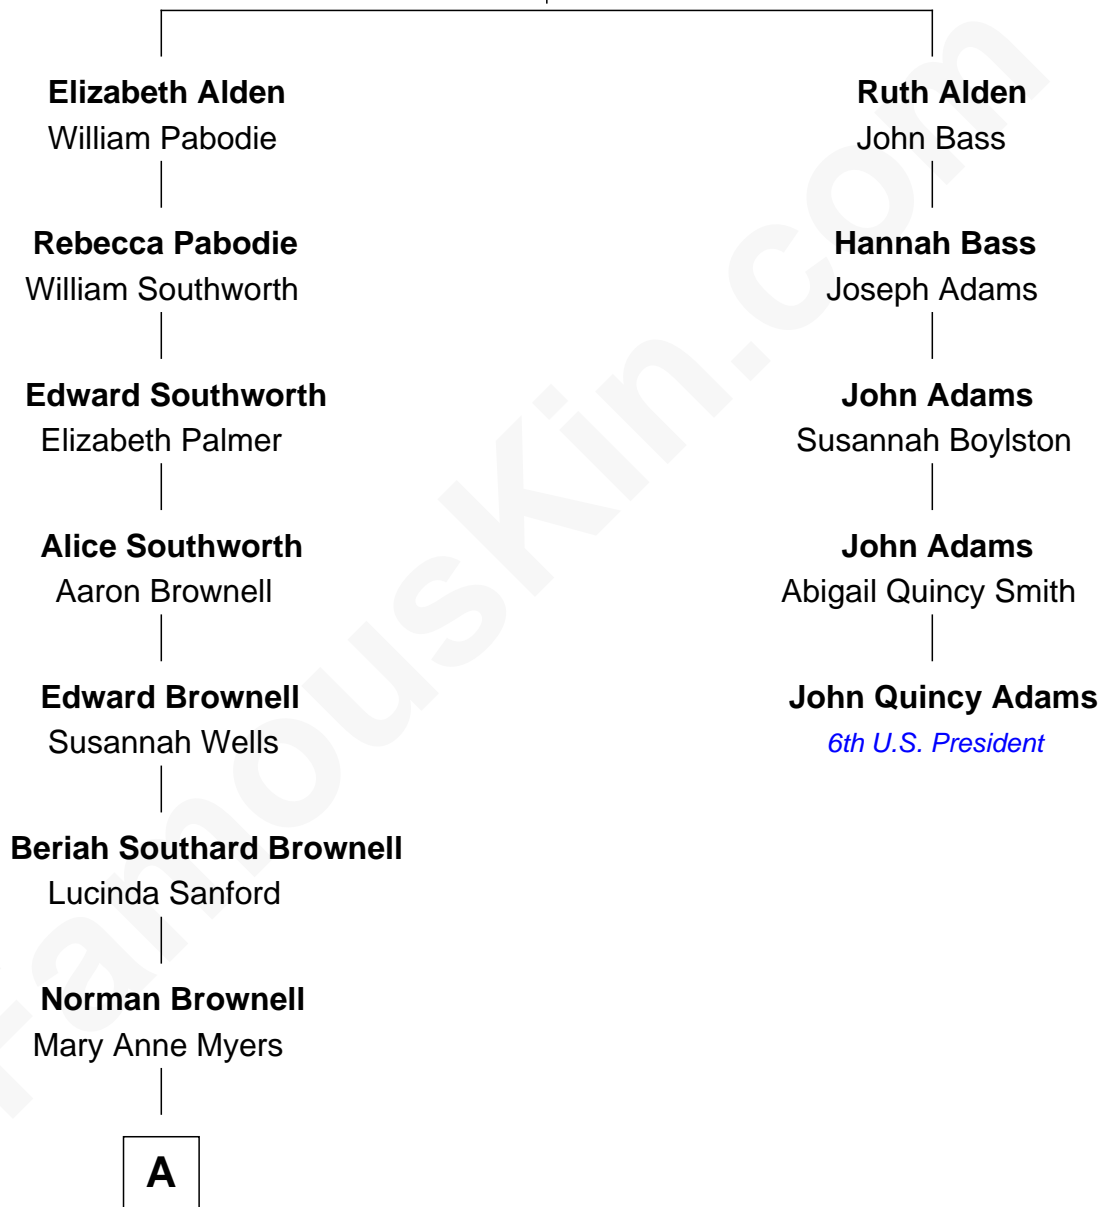 Elizabeth Alden
William Pabodie
Ruth Alden
John Bass
Rebecca Pabodie
William Southworth
Hannah Bass
Joseph Adams
Edward Southworth
Elizabeth Palmer
John Adams
Susannah Boylston
Alice Southworth
Aaron Brownell
John Adams
Abigail Quincy Smith
Edward Brownell
Susannah Wells
John Quincy Adams
6th U.S. President
Beriah Southard Brownell
Lucinda Sanford
Norman Brownell
Mary Anne Myers
A
FamousKin.com